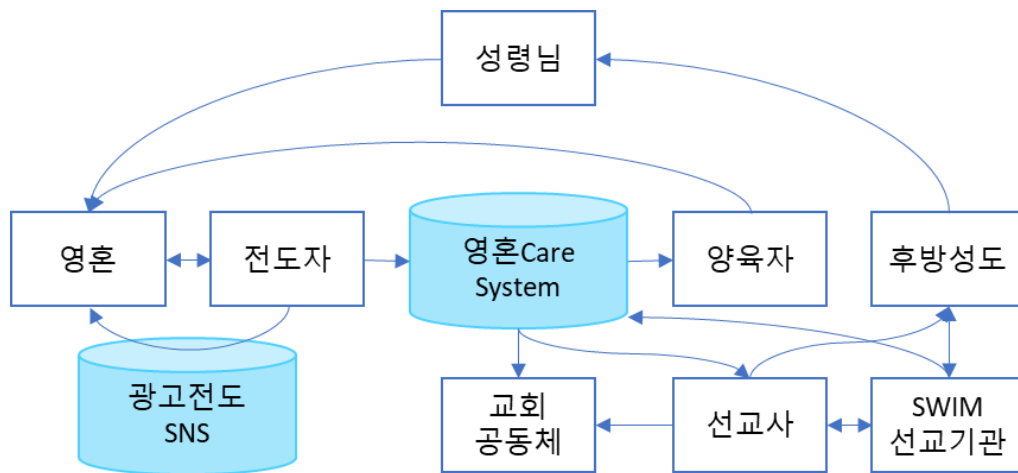 성령님
영혼
전도자
영혼Care
System
양육자
후방성도
광고전도
SNS
교회
공동체
선교사
SWIM
선교기관